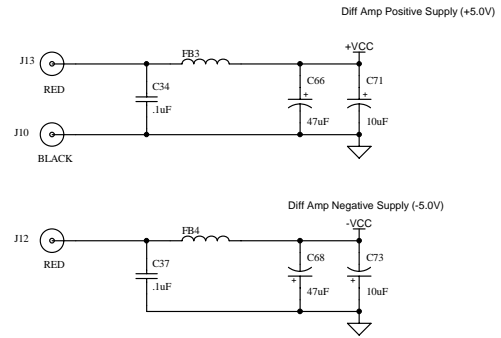 Diff Amp Positive Supply (+5.0V)
+VCC
J13
FB3
RED
C34
.1uF
C66
+
47uF
C71
+
10uF
J10
BLACK
Diff Amp Negative Supply (-5.0V)
-VCC
J12
FB4
RED
C37
.1uF
C68
+
47uF
C73
+
10uF